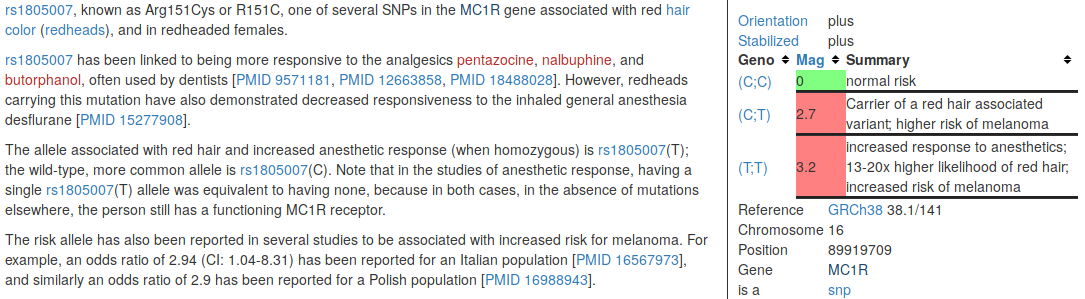 rs1805007, known as Arg151Cys or R151C, one of several SNPs in the MC1R gene associated with red hair
color (redheads), and in redheaded females.
rs1805007 has been linked to being more responsive to the analgesics pentazocine, nalbuphine, and
butorphanol, often used by dentists [PMID 9571181, PMID 12663858, PMID 18488028]. However, redheads
carrying this mutation have also demonstrated decreased responsiveness to the inhaled general anesthesia
desflurane [PMID 15277908].
The allele associated with red hair and increased anesthetic response (when homozygous) is rs1805007(T);
the wild-type, more common allele is rs1805007(C). Note that in the studies of anesthetic response, having a
single rs1805007(T) allele was equivalent to having none, because in both cases, in the absence of mutations
elsewhere, the person still has a functioning MC1R receptor.
The risk allele has also been reported in several studies to be associated with increased risk for melanoma. For
example, an odds ratio of 2.94 (CI: 1.04-8.31) has been reported for an Italian population [PMID 16567973],
and similarly an odds ratio of 2.9 has been reported for a Polish population [PMID 16988943].
Orientation plus
Stabilized plus
Geno Mag Summary
(C;C) 0 normal risk
(C;T) 2.7 Carrier of a red hair associated
variant; higher risk of melanoma
(T;T) 3.2 increased response to anesthetics;
13-20x higher likelihood of red hair;
increased risk of melanoma
Reference GRCh38 38.1/141
Chromosome 16
Position 89919709
Gene MC1R
is a snp